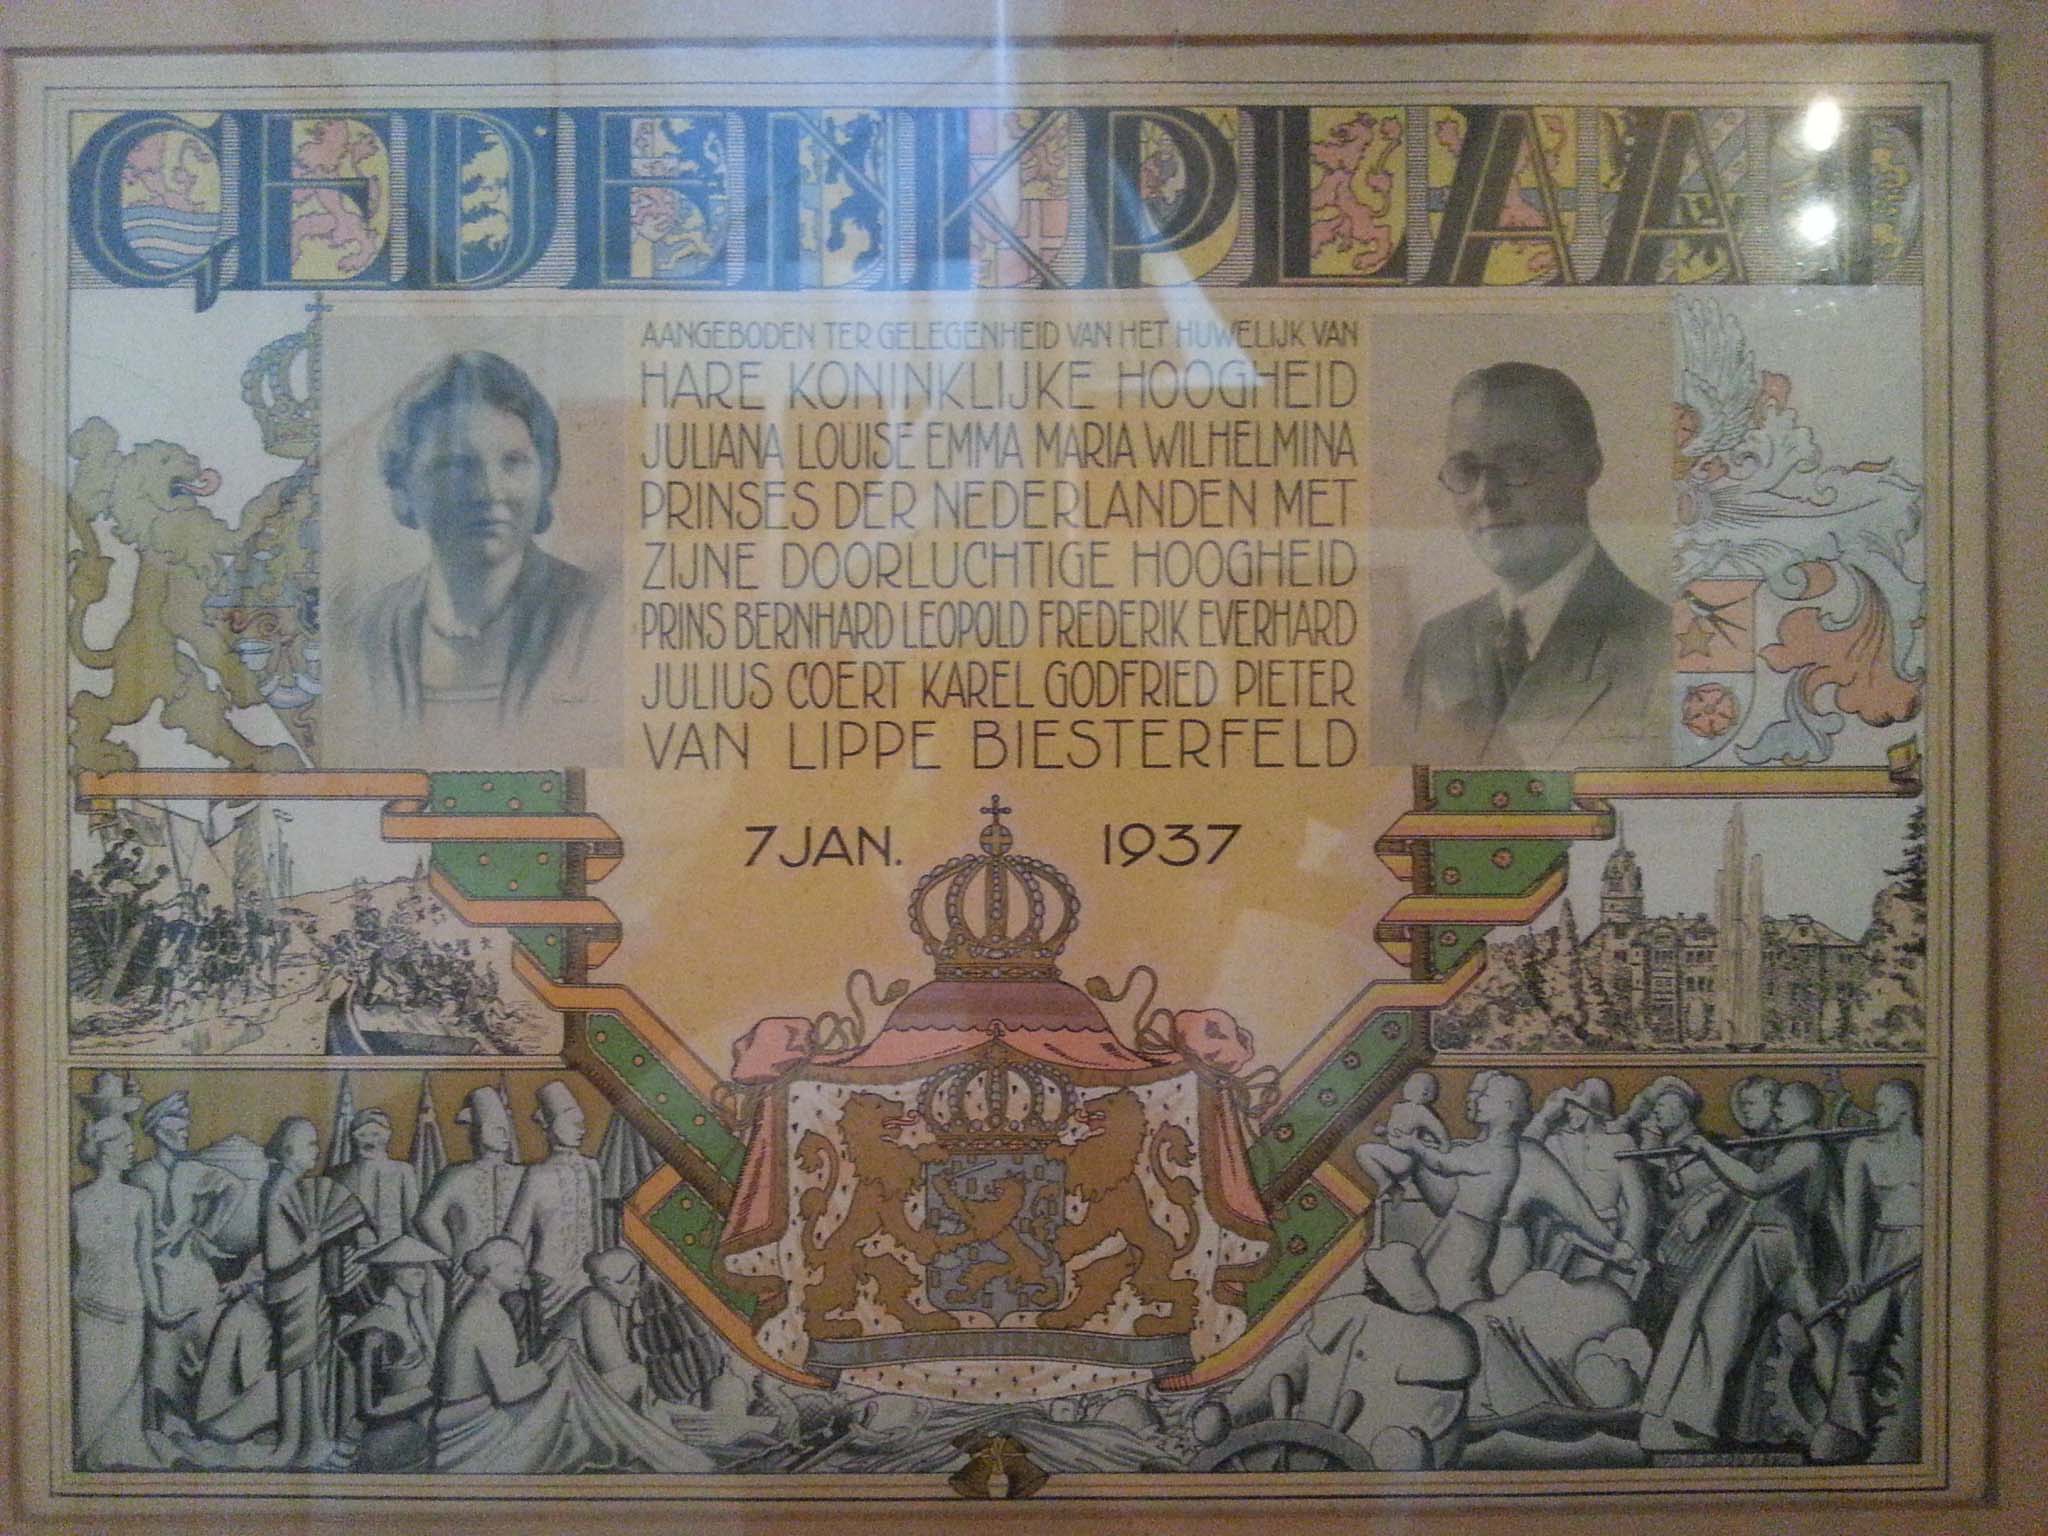 GEDENKPLAAT
AANGEBODEN TER GELEGENHEID VAN HET HUWELIJK VAN
HARE KONINKLIJKE HOOGHEID
JULIANA LOUISE EMMA MARIA WILHELMINA
PRINSES DER NEDERLANDEN MET
ZIJNE DOORLUCHTIGE HOOGHEID
PRINS BERNHARD LEOPOLD FREDERIK EVERHARD
JULIUS COERT KAREL GODFRIED PIETER
VAN LIPPE BIESTERFELD
7 JAN. 1937